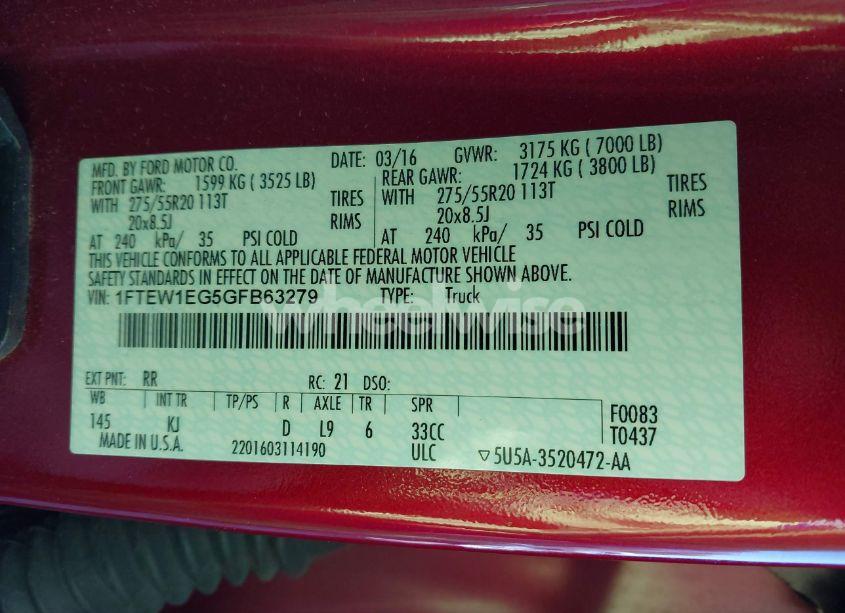 MFD. BY FORD MOTOR CO. DATE: 03/16 GVWR: 3175 KG ( 7000 LB)
FRONT GAWR: 1599 KG ( 3525 LB) REAR GAWR: 1724 KG ( 3800 LB)
WITH 275/55R20 113T TIRES WITH 275/55R20 113T TIRES
20x8.5J RIMS 20x8.5J RIMS
AT 240 kPa/ 35 PSI COLD AT 240 kPa/ 35 PSI COLD
THIS VEHICLE CONFORMS TO ALL APPLICABLE FEDERAL MOTOR VEHICLE
SAFETY STANDARDS IN EFFECT ON THE DATE OF MANUFACTURE SHOWN ABOVE.
VIN: 1FTEW1EG5GFB63279 TYPE: Truck
wheelwise
EXT PNT: RR RC: 21 DSO:
WB INT TR TP/PS R AXLE TR SPR F0083
145 KJ D L9 6 33CC T0437
MADE IN U.S.A. 2201603114190 ULC ▽5U5A-3520472-AA